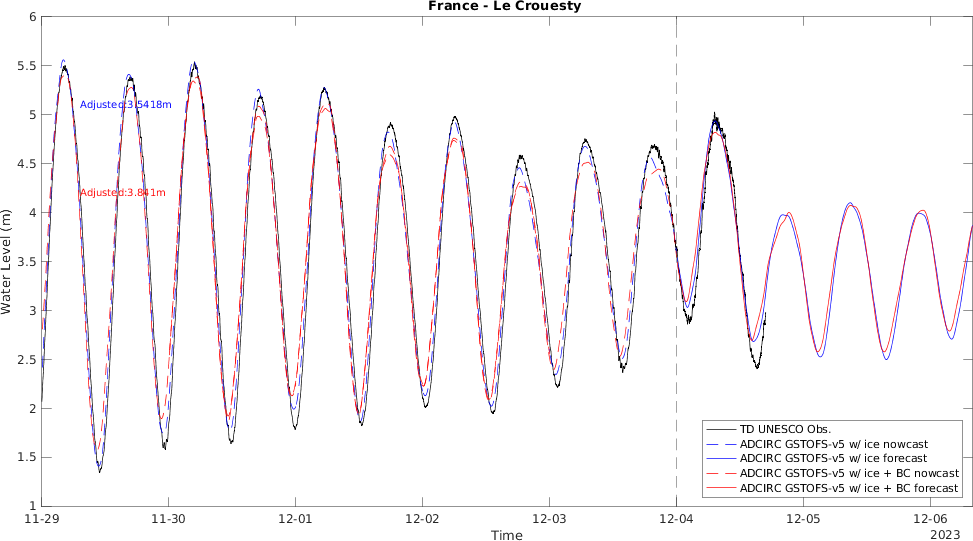 France - Le Crouesty
6
5.5
5
4.5
4
3.5
3
2.5
2
1.5
1
Water Level (m)
Adjusted:3.5418m
Adjusted:3.841m
TD UNESCO Obs.
ADCIRC GSTOFS-v5 w/ ice nowcast
ADCIRC GSTOFS-v5 w/ ice forecast
ADCIRC GSTOFS-v5 w/ ice + BC nowcast
ADCIRC GSTOFS-v5 w/ ice + BC forecast
11-29 11-30 12-01 12-02 12-03 12-04 12-05 12-06
Time
2023